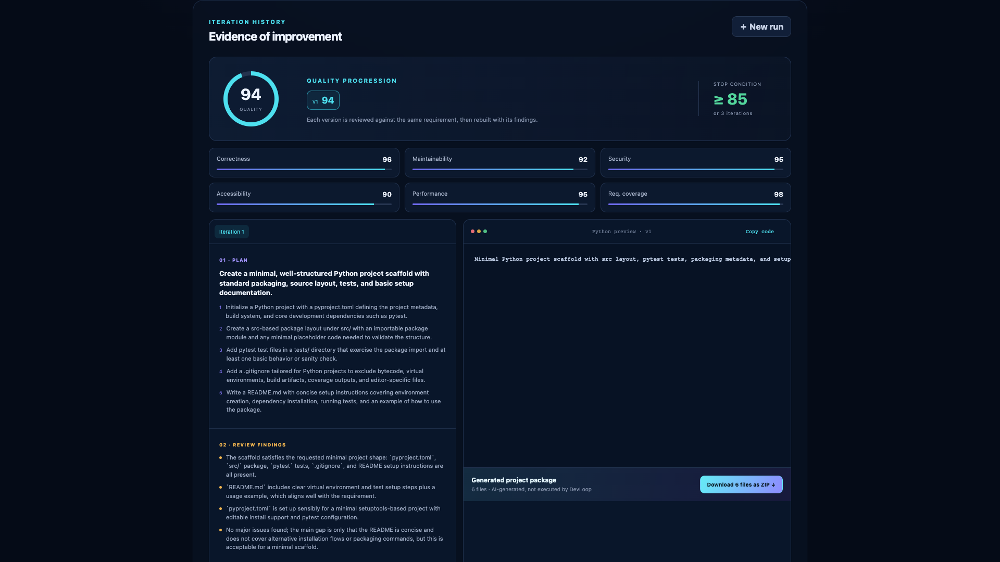 ITERATION HISTORY
Evidence of improvement
+ New run
94
QUALITY
QUALITY PROGRESSION
V1 94
Each version is reviewed against the same requirement, then rebuilt with its findings.
STOP CONDITION
≥ 85
or 3 iterations
Correctness 96
Maintainability 92
Security 95
Accessibility 90
Performance 95
Req. coverage 98
Iteration 1
01 · PLAN
Create a minimal, well-structured Python project scaffold with
standard packaging, source layout, tests, and basic setup
documentation.
1 Initialize a Python project with a pyproject.toml defining the project metadata,
build system, and core development dependencies such as pytest.
2 Create a src-based package layout under src/ with an importable package
module and any minimal placeholder code needed to validate the structure.
3 Add pytest test files in a tests/ directory that exercise the package import and at
least one basic behavior or sanity check.
4 Add a .gitignore tailored for Python projects to exclude bytecode, virtual
environments, build artifacts, coverage outputs, and editor-specific files.
5 Write a README.md with concise setup instructions covering environment
creation, dependency installation, running tests, and an example of how to use
the package.
02 · REVIEW FINDINGS
The scaffold satisfies the requested minimal project shape: `pyproject.toml`,
`src/` package, `pytest` tests, `.gitignore`, and README setup instructions are
all present.
`README.md` includes clear virtual environment and test setup steps plus a
usage example, which aligns well with the requirement.
`pyproject.toml` is set up sensibly for a minimal setuptools-based project with
editable install support and pytest configuration.
No major issues found; the main gap is only that the README is concise and
does not cover alternative installation flows or packaging commands, but this is
acceptable for a minimal scaffold.
Python preview · v1
Copy code
Minimal Python project scaffold with src layout, pytest tests, packaging metadata, and setup
Generated project package
6 files · AI-generated, not executed by DevLoop
Download 6 files as ZIP ↓